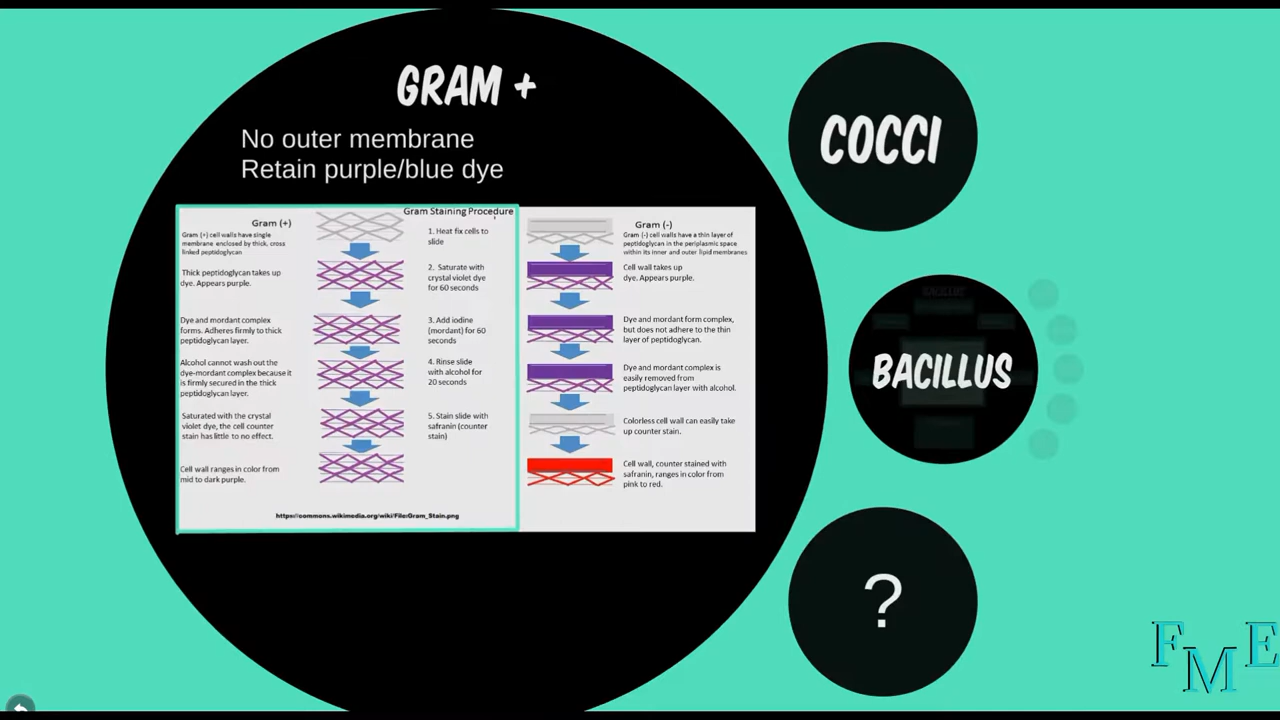 GRAM +
No outer membrane
Retain purple/blue dye
Gram Staining Procedure
Gram (+)
Gram (+) cell walls have single
membrane enclosed by thick, cross
linked peptidoglycan
Thick peptidoglycan takes up
dye. Appears purple.
Dye and mordant complex
forms. Adheres firmly to thick
peptidoglycan layer.
Alcohol cannot wash out the
dye-mordant complex because it
is firmly secured in the thick
peptidoglycan layer.
Saturated with the crystal
violet dye, the cell counter
stain has little to no effect.
Cell wall ranges in color from
mid to dark purple.
1. Heat fix cells to
slide
2. Saturate with
crystal violet dye
for 60 seconds
3. Add iodine
(mordant) for 60
seconds
4. Rinse slide
with alcohol for
20 seconds
5. Stain slide with
safranin (counter
stain)
https://commons.wikimedia.org/wiki/File:Gram_Stain.png
Gram (-)
Gram (-) cell walls have a thin layer of
peptidoglycan in the periplasmic space
within its inner and outer lipid membranes.
Cell wall takes up
dye. Appears purple.
Dye and mordant form complex,
but does not adhere to the thin
layer of peptidoglycan.
Dye and mordant complex is
easily removed from
peptidoglycan layer with alcohol.
Colorless cell wall can easily take
up counter stain.
Cell wall, counter stained with
safranin, ranges in color from
pink to red.
COCCI
BACILLUS
BACILLUS
?
FME